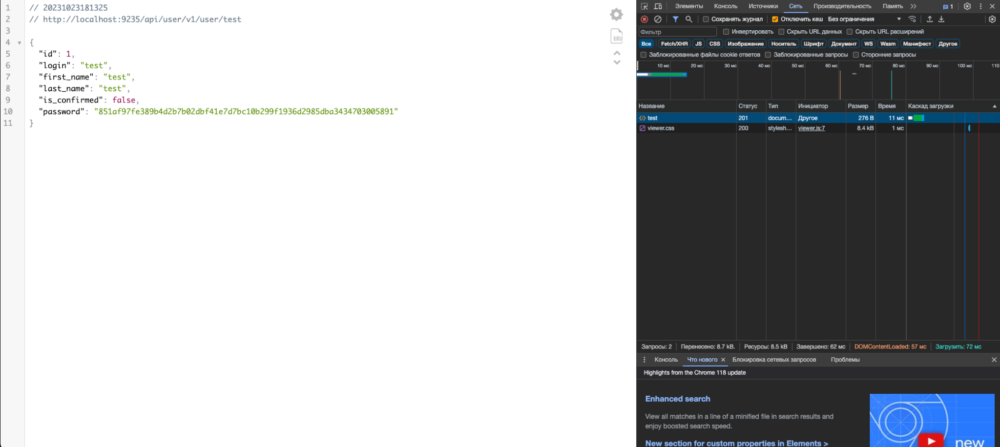 1 // 20231023181325
2 // http://localhost:9235/api/user/v1/user/test
3
4 {
5 "id": 1,
6 "login": "test",
7 "first_name": "test",
8 "last_name": "test",
9 "is_confirmed": false,
10 "password": "851af97fe389b4d2b7b02dbf41e7d7bc10b299f1936d2985dba3434703005891"
11 }
RAW
Элементы Консоль Источники Сеть Производительность Память 1
Сохранять журнал Отключить кеш Без ограничения
Фильтр Инвертировать Скрыть URL данных Скрыть URL расширений
Все Fetch/XHR JS CSS Изображение Носитель Шрифт Документ WS Wasm Манифест Другое
Заблокированные файлы cookie ответов Заблокированные запросы Сторонние запросы
10 мс 20 мс 30 мс 40 мс 50 мс 60 мс 70 мс 80 мс 90 мс 100 мс 110
Название Статус Тип Инициатор Размер Время Каскад загрузки
test 201 docum... Другое 276 B 11 мс
viewer.css 200 stylesh... viewer.js:7 8.4 kB 1 мс
Запросы: 2 Перенесено: 8.7 kB. Ресурсы: 8.5 kB Завершено: 62 мс DOMContentLoaded: 57 мс Загрузить: 72 мс
Консоль Что нового Блокировка сетевых запросов Проблемы
Highlights from the Chrome 118 update
Enhanced search
View all matches in a line of a minified file in search results and
enjoy boosted search speed.
New section for custom properties in Elements >
new